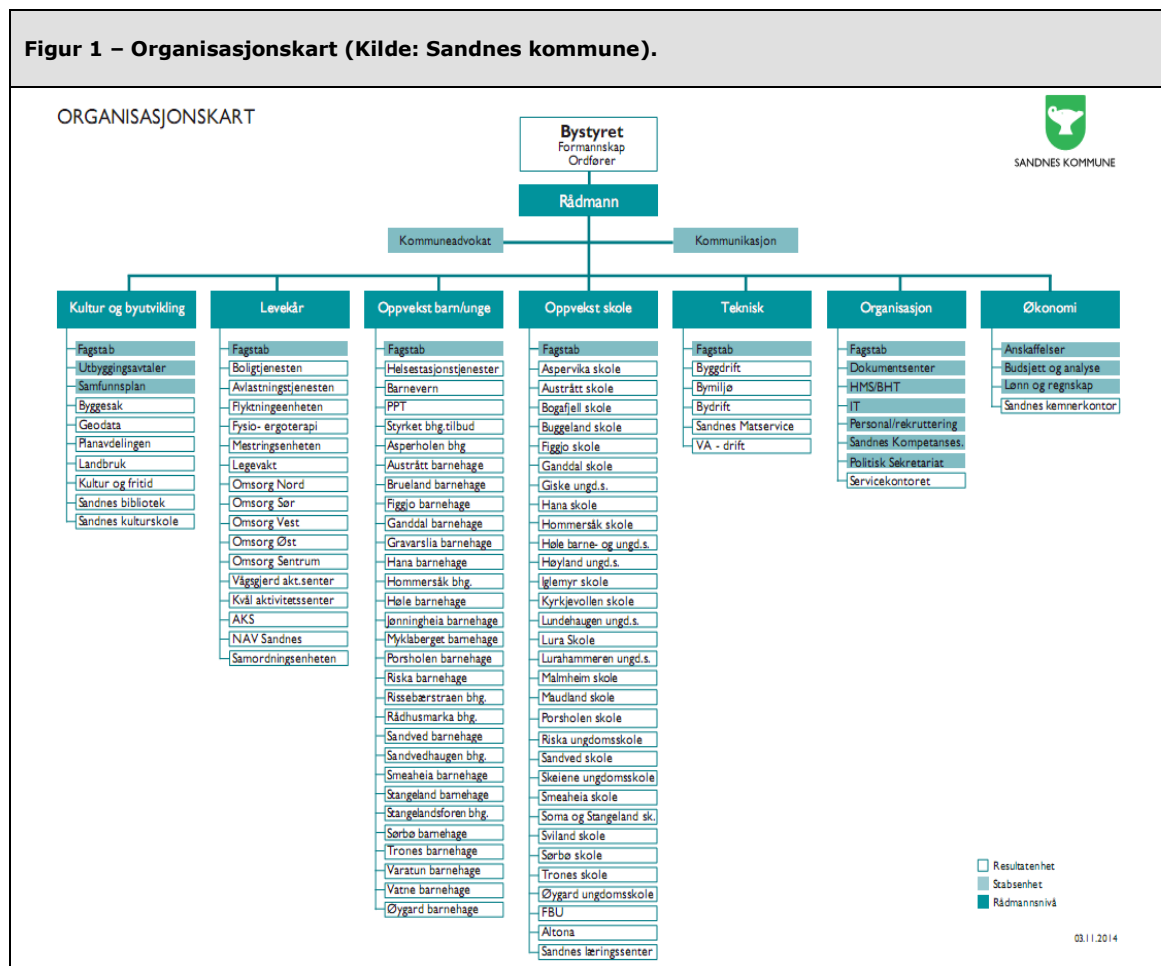 Figur 1 – Organisasjonskart (Kilde: Sandnes kommune).
ORGANISASJONSKART
SANDNES KOMMUNE
Bystyret
Formannskap
Ordfører
Rådmann
Kommuneadvokat
Kommunikasjon
Kultur og byutvikling
Fagstab
Utbyggingsavtaler
Samfunnsplan
Byggesak
Geodata
Planavdelingen
Landbruk
Kultur og fritid
Sandnes bibliotek
Sandnes kulturskole
Levekår
Fagstab
Boligtjenesten
Avlastningtjenesten
Flyktningeenheten
Fysio- ergoterapi
Mestringsenheten
Legevakt
Omsorg Nord
Omsorg Sør
Omsorg Vest
Omsorg Øst
Omsorg Sentrum
Vågsgjerd akt.senter
Kvål aktivitetssenter
AKS
NAV Sandnes
Samordningsenheten
Oppvekst barn/unge
Fagstab
Helsestasjonstjenester
Barnevern
PPT
Styrket bhg.tilbud
Asperholen bhg
Austrått barnehage
Brueland barnehage
Figgjo barnehage
Ganddal barnehage
Gravarslia barnehage
Hana barnehage
Hommersåk bhg.
Høle barnehage
Jønningheia barnehage
Myklaberget barnehage
Porsholen barnehage
Riska barnehage
Rissebærstraen bhg.
Rådhusmarka bhg.
Sandved barnehage
Sandvedhaugen bhg.
Smeaheia barnehage
Stangeland barnehage
Stangelandsforen bhg.
Sørbø barnehage
Trones barnehage
Varatun barnehage
Vatne barnehage
Øygard barnehage
Oppvekst skole
Fagstab
Aspervika skole
Austrått skole
Bogafjell skole
Buggeland skole
Figgjo skole
Ganddal skole
Giske ungd.s.
Hana skole
Hommersåk skole
Høle barne- og ungd.s.
Høyland ungd.s.
Iglemyr skole
Kyrkjevollen skole
Lundehaugen ungd.s.
Lura Skole
Lurahammeren ungd.s.
Malmheim skole
Maudland skole
Porsholen skole
Riska ungdomsskole
Sandved skole
Skeiene ungdomsskole
Smeaheia skole
Soma og Stangeland sk.
Sviland skole
Sørbø skole
Trones skole
Øygard ungdomsskole
FBU
Altona
Sandnes læringssenter
Teknisk
Fagstab
Byggdrift
Bymiljø
Bydrift
Sandnes Matservice
VA - drift
Organisasjon
Fagstab
Dokumentsenter
HMS/BHT
IT
Personal/rekruttering
Sandnes Kompetanses.
Politisk Sekretariat
Servicekontoret
Økonomi
Anskaffelser
Budsjett og analyse
Lønn og regnskap
Sandnes kemnerkontor
Resultatenhet
Stabsenhet
Rådmannsnivå
03.11.2014